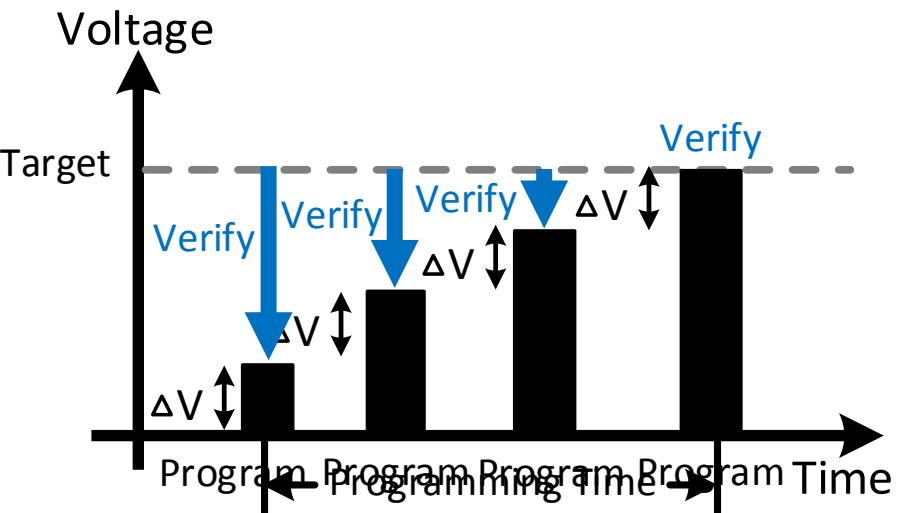 Voltage
Verify
Target
Verify
Verify
ΔV
Verify
ΔV
ΔV
ΔV
Program Program Program Program Time
Programming Time